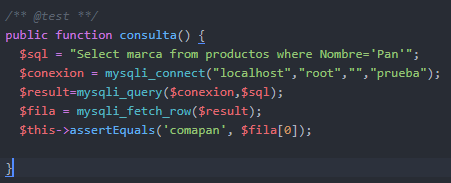 /** @test **/
public function consulta() {
$sql = "Select marca from productos where Nombre='Pan'";
$conexion = mysqli_connect("localhost","root","","prueba");
$result=mysqli_query($conexion,$sql);
$fila = mysqli_fetch_row($result);
$this->assertEquals('comapan', $fila[0]);
}